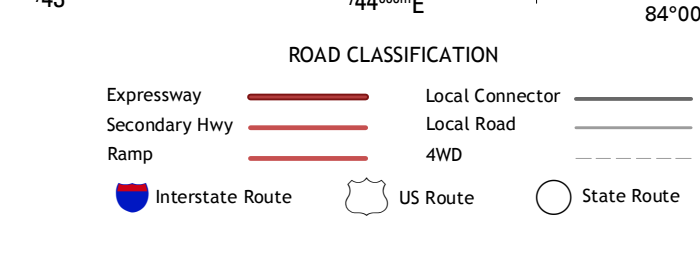 744000mE
84°00
ROAD CLASSIFICATION
Expressway
Local Connector
Secondary Hwy
Local Road
Ramp
4WD
Interstate Route
US Route
State Route